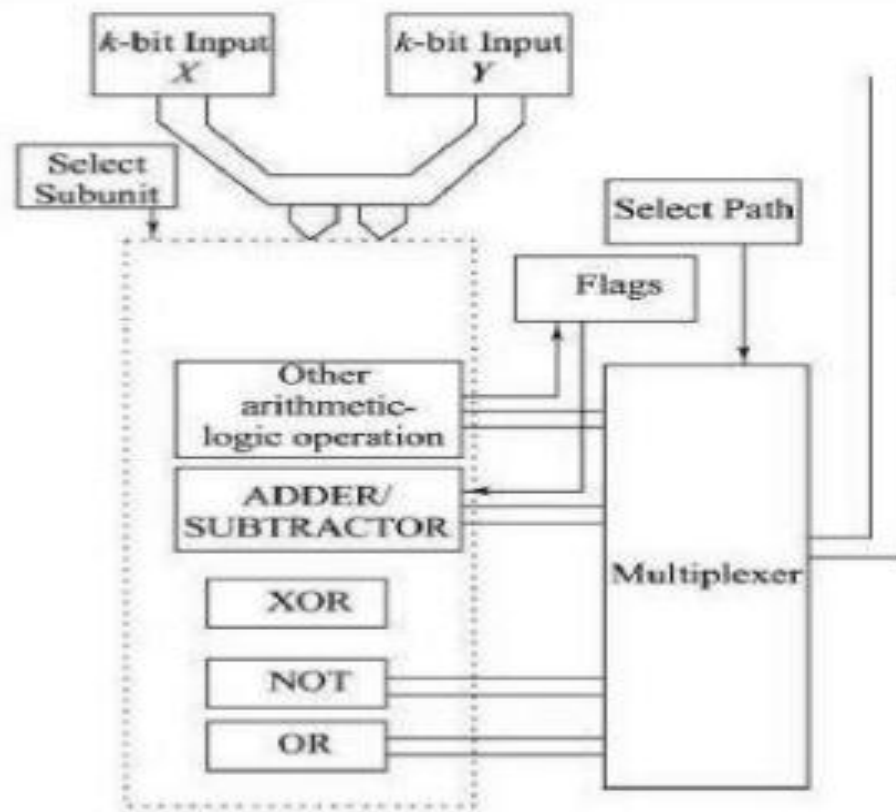 k-bit Input
X
k-bit Input
Y
Select
Subunit
Select Path
Flags
Other
arithmetic-
logic operation
ADDER/
SUBTRACTOR
Multiplexer
XOR
NOT
OR